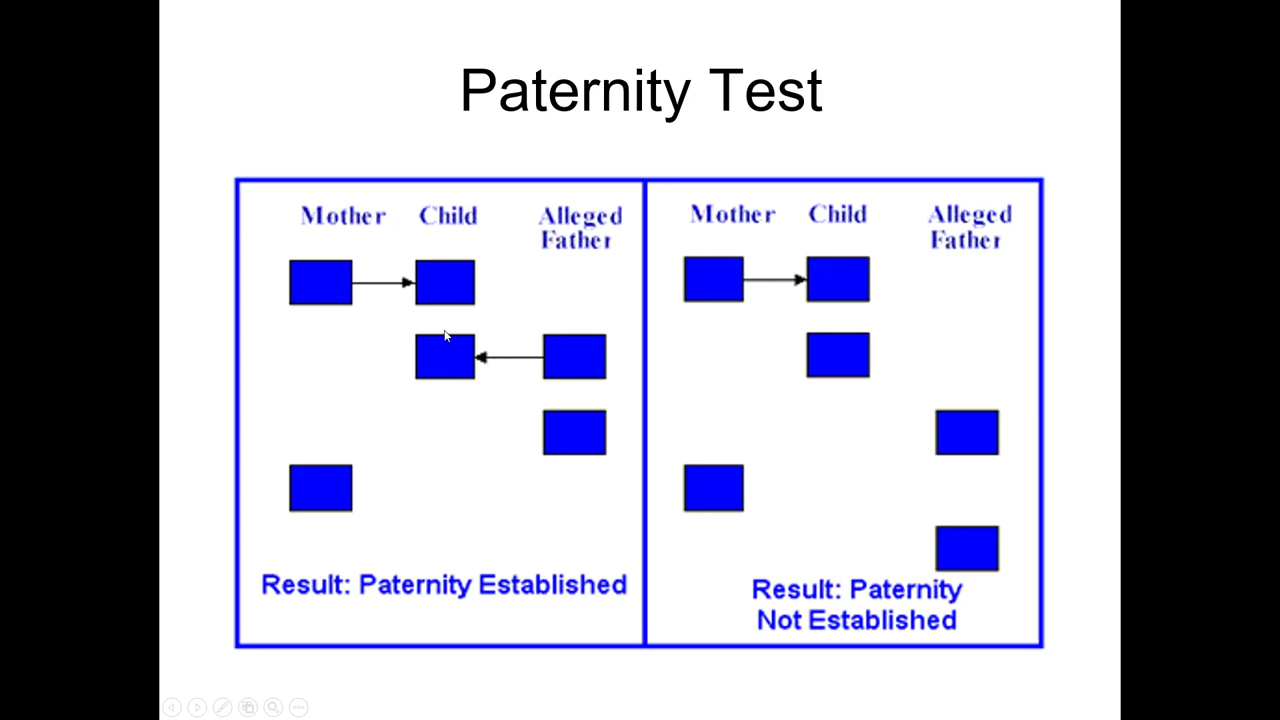 Paternity Test
Mother Child Alleged
Father
Result: Paternity Established
Mother Child Alleged
Father
Result: Paternity
Not Established